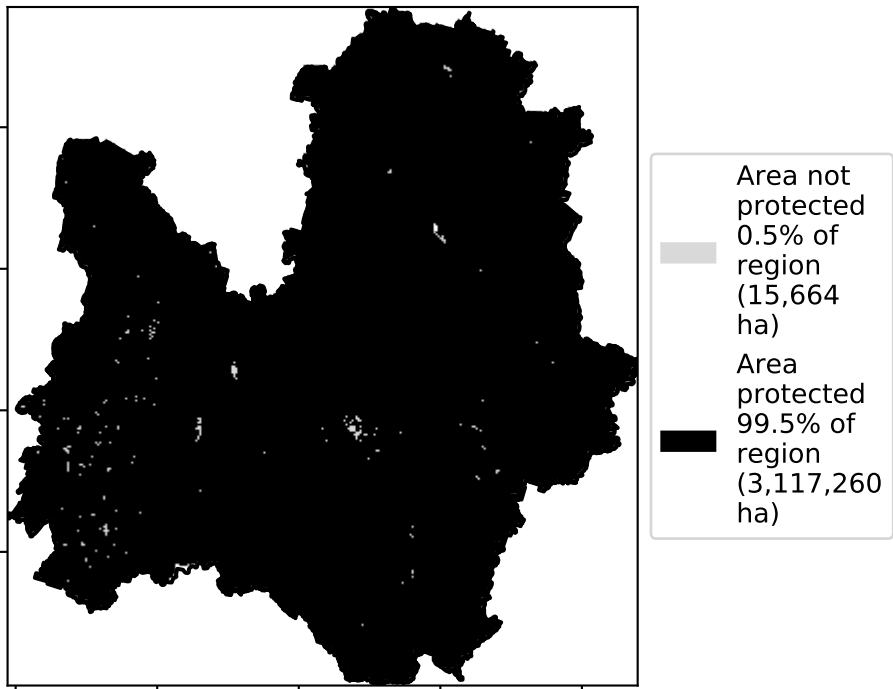 Area not
protected
0.5% of
region
(15,664
ha)
Area
protected
99.5% of
region
(3,117,260
ha)